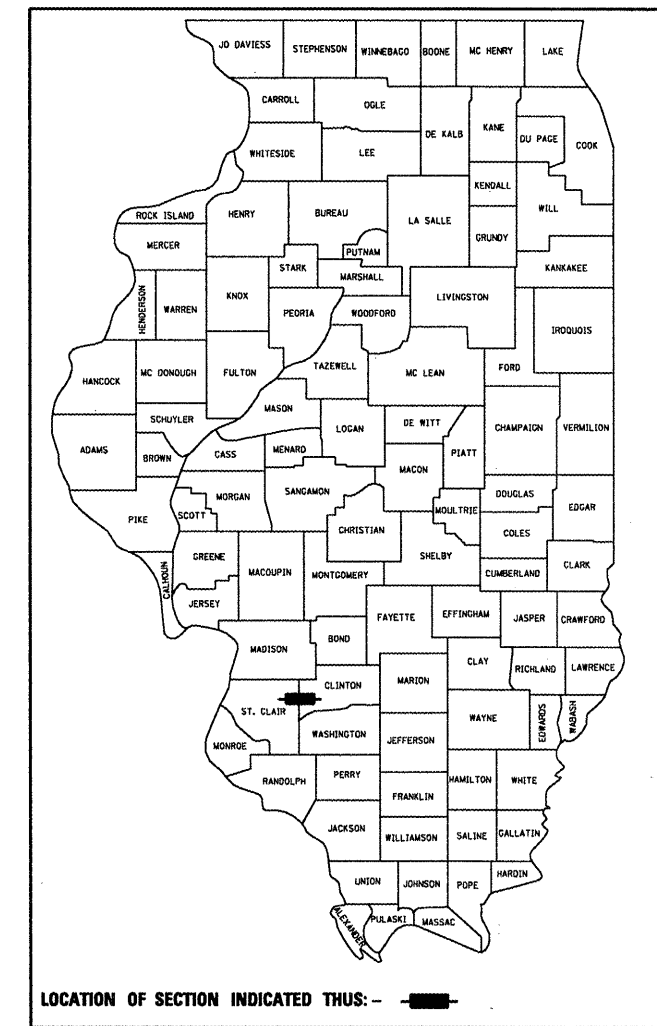 JO DAVIESS STEPHENSON WINNEBAGO BOONE MC HENRY LAKE
CARROLL OGLE DE KALB KANE DU PAGE COOK
WHITESIDE LEE KENDALL WILL
ROCK ISLAND HENRY BUREAU LA SALLE GRUNDY
MERCER PUTNAM KANKAKEE
STARK MARSHALL
HENDERSON WARREN KNOX PEORIA WOODFORD LIVINGSTON IROQUOIS
HANCOCK MC DONOUGH FULTON TAZEWELL MC LEAN FORD
SCHUYLER MASON LOGAN DE WITT CHAMPAIGN VERMILION
ADAMS BROWN CASS MENARD MACON PIATT
PIKE SCOTT MORGAN SANGAMON MOULTRIE DOUGLAS EDGAR
CHRISTIAN COLES
CALHOUN GREENE MACOUPIN MONTGOMERY SHELBY CUMBERLAND CLARK
JERSEY FAYETTE EFFINGHAM JASPER CRAWFORD
MADISON BOND CLAY RICHLAND LAWRENCE
ST. CLAIR CLINTON MARION WAYNE EDWARDS WABASH
MONROE WASHINGTON JEFFERSON
RANDOLPH PERRY HAMILTON WHITE
FRANKLIN
JACKSON WILLIAMSON SALINE GALLATIN
UNION JOHNSON POPE HARDIN
ALEXANDER PULASKI MASSAC
LOCATION OF SECTION INDICATED THUS: -